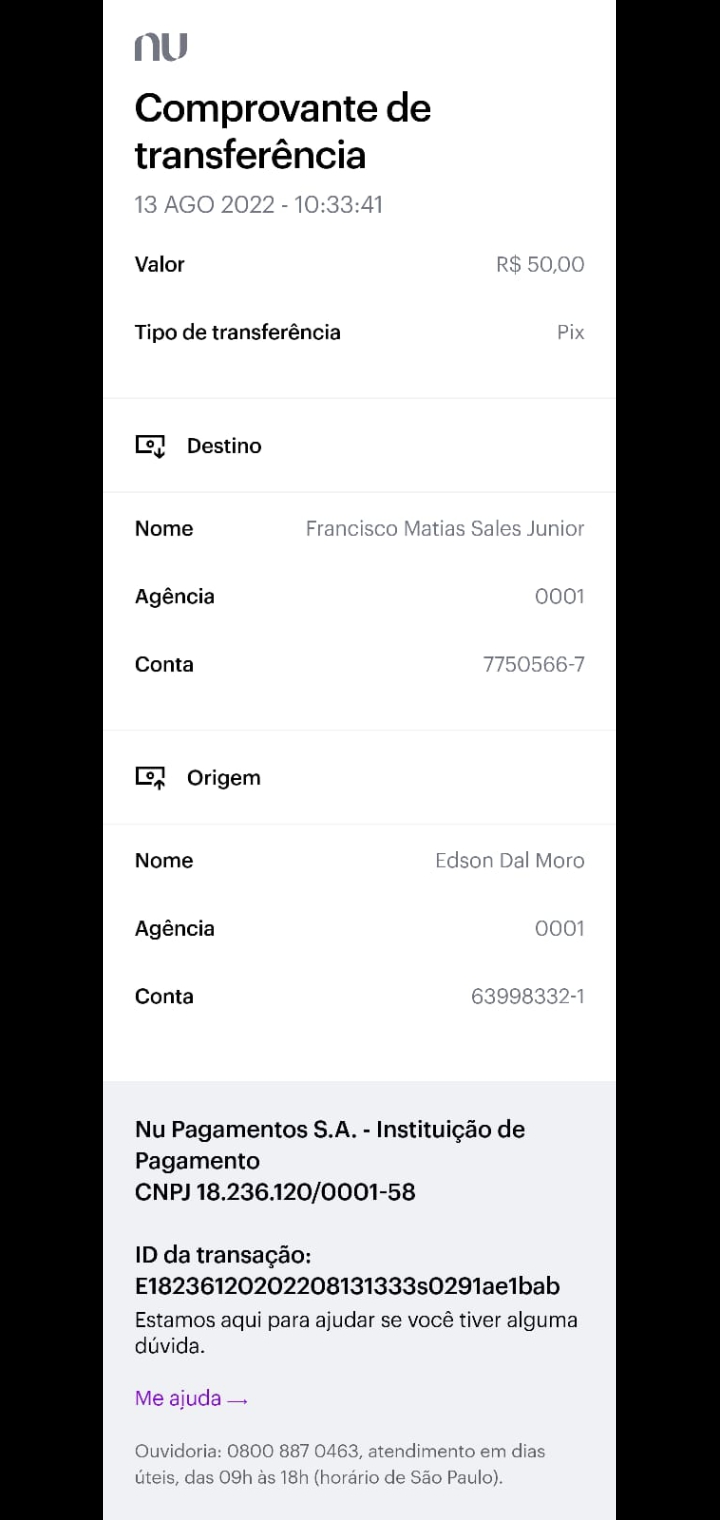 nu
Comprovante de
transferência
13 AGO 2022 - 10:33:41
Valor R$ 50,00
Tipo de transferência Pix
Destino
Nome Francisco Matias Sales Junior
Agência 0001
Conta 7750566-7
Origem
Nome Edson Dal Moro
Agência 0001
Conta 63998332-1
Nu Pagamentos S.A. - Instituição de
Pagamento
CNPJ 18.236.120/0001-58
ID da transação:
E18236120202208131333s0291ae1bab
Estamos aqui para ajudar se você tiver alguma
dúvida.
Me ajuda →
Ouvidoria: 0800 887 0463, atendimento em dias
úteis, das 09h às 18h (horário de São Paulo).